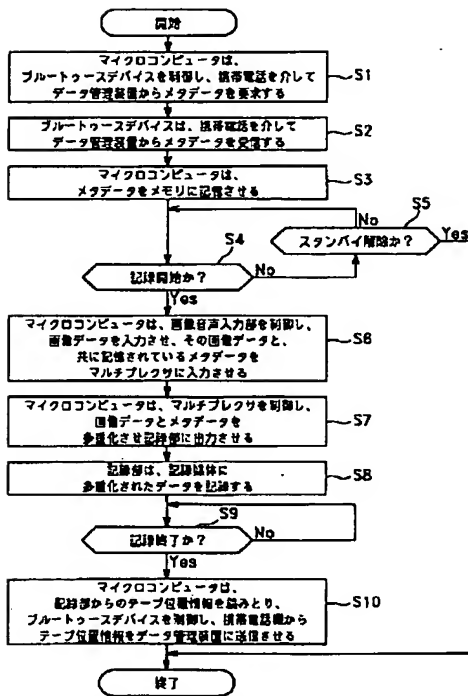 開始
マイクロコンピュータは、
ブルートゥースデバイスを制御し、携帯電話を介して
データ管理装置からメタデータを要求する
S1
ブルートゥースデバイスは、携帯電話を介して
データ管理装置からメタデータを受信する
S2
マイクロコンピュータは、
メタデータをメモリに記憶させる
S3
No
S5
スタンバイ解除か?
Yes
S4
記録開始か?
No
Yes
マイクロコンピュータは、画像音声入力部を制御し、
画像データを入力させ、その画像データと、
共に記憶されているメタデータを
マルチプレクサに入力させる
S6
マイクロコンピュータは、マルチプレクサを制御し、
画像データとメタデータを
多重化させ記録部に出力させる
S7
記録部は、記録媒体に
多重化されたデータを記録する
S8
S9
記録終了か?
No
Yes
マイクロコンピュータは、
記録部からのテープ位置情報を読みとり、
ブルートゥースデバイスを制御し、携帯電話機から
テープ位置情報をデータ管理装置に送信させる
S10
終了